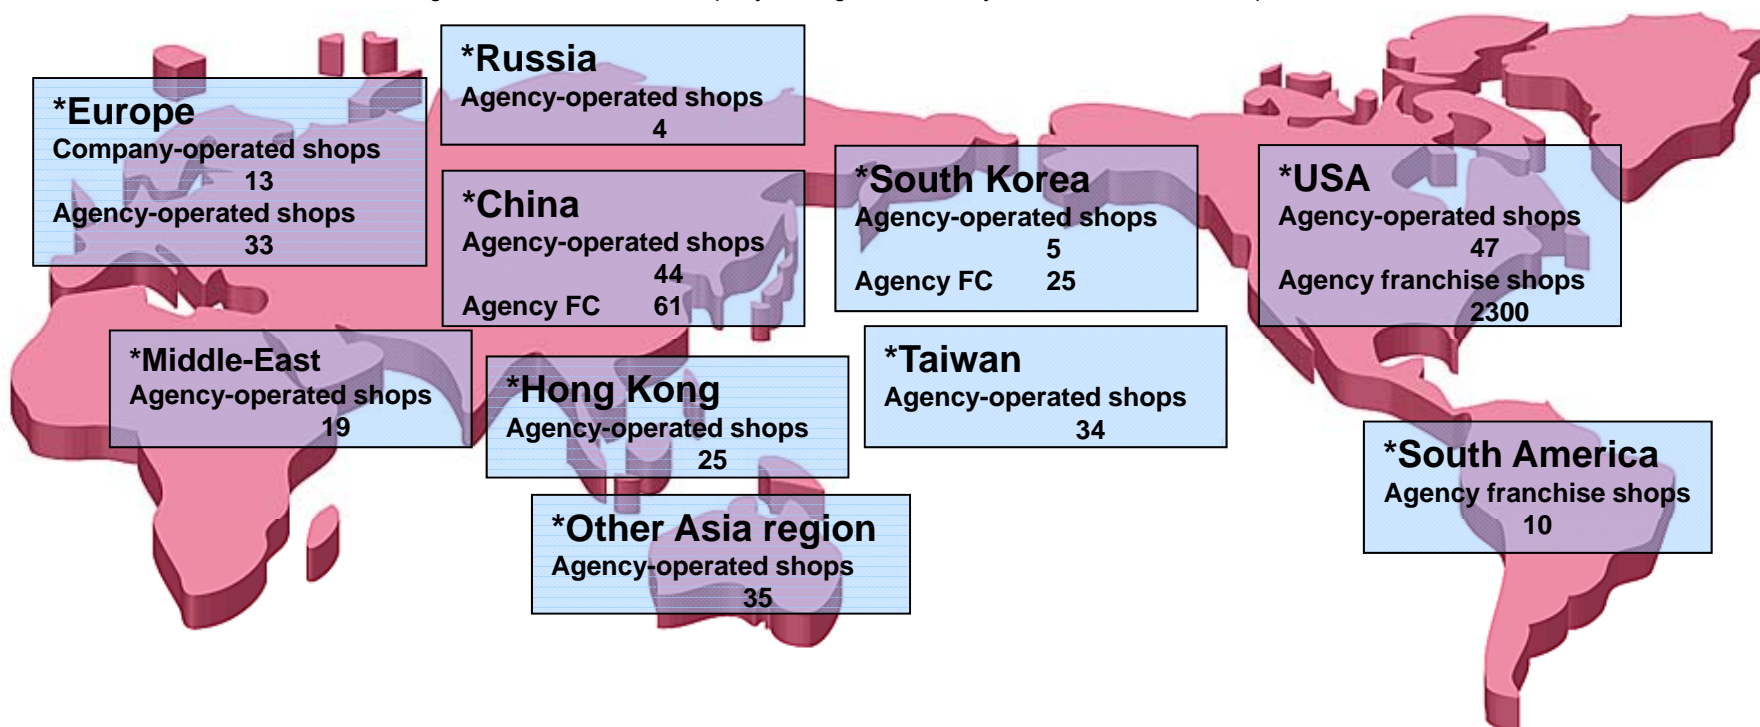 *Russia
Agency-operated shops
4
*Europe
Company-operated shops
13
Agency-operated shops
33
*China
Agency-operated shops
44
Agency FC 61
*South Korea
Agency-operated shops
5
Agency FC 25
*USA
Agency-operated shops
47
Agency franchise shops
2300
*Middle-East
Agency-operated shops
19
*Hong Kong
Agency-operated shops
25
*Taiwan
Agency-operated shops
34
*South America
Agency franchise shops
10
*Other Asia region
Agency-operated shops
35